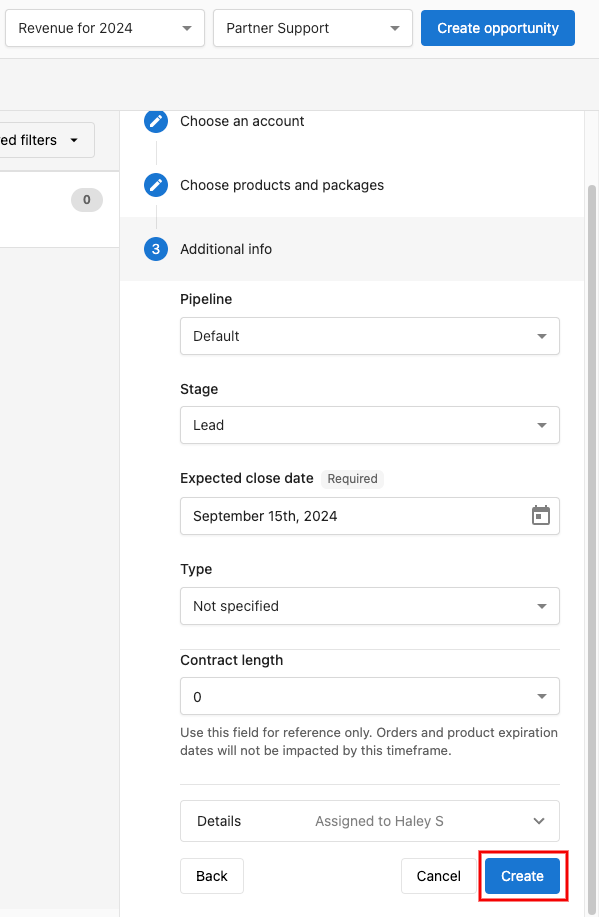 Revenue for 2024
Partner Support
Create opportunity
ed filters
Choose an account
0
Choose products and packages
3 Additional info
Pipeline
Default
Stage
Lead
Expected close date Required
September 15th, 2024
Type
Not specified
Contract length
0
Use this field for reference only. Orders and product expiration
dates will not be impacted by this timeframe.
Details Assigned to Haley S
Back
Cancel
Create